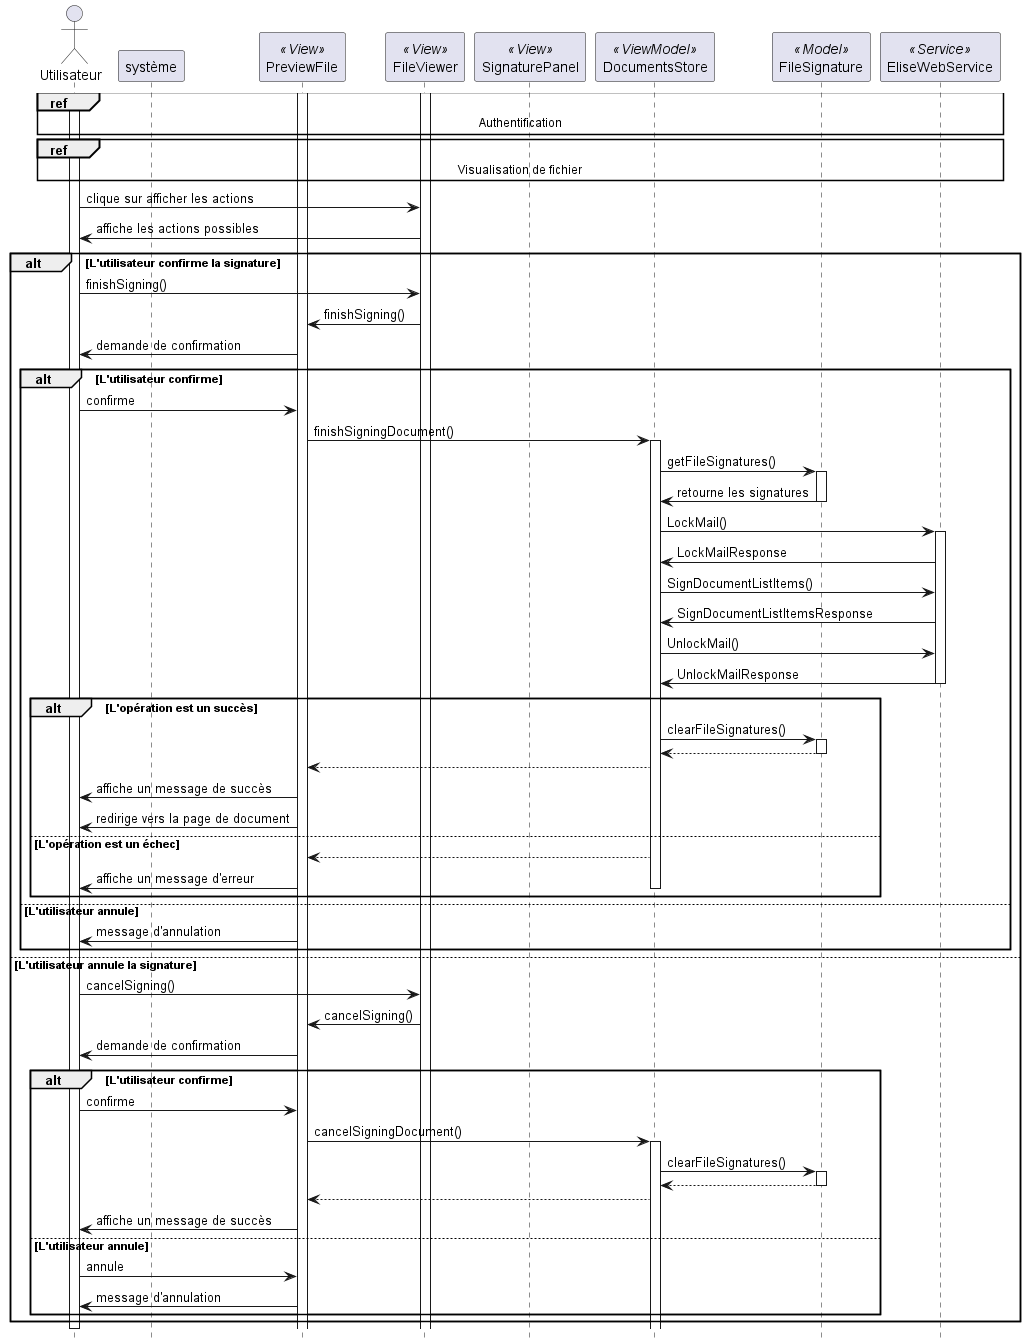 Utilisateur
système
« View»
PreviewFile
« View»
FileViewer
« View»
SignaturePanel
« ViewModel»
DocumentsStore
« Model»
FileSignature
« Service»
EliseWebService
ref
Authentification
ref
Visualisation de fichier
clique sur afficher les actions
affiche les actions possibles
alt [L'utilisateur confirme la signature]
finishSigning()
finishSigning()
demande de confirmation
alt [L'utilisateur confirme]
confirme
finishSigningDocument()
getFileSignatures()
retourne les signatures
LockMail()
LockMailResponse
SignDocumentListItems()
SignDocumentListItemsResponse
UnlockMail()
UnlockMailResponse
alt [L'opération est un succès]
clearFileSignatures()
affiche un message de succès
redirige vers la page de document
[L'opération est un échec]
affiche un message d'erreur
[L'utilisateur annule]
message d'annulation
[L'utilisateur annule la signature]
cancelSigning()
cancelSigning()
demande de confirmation
alt [L'utilisateur confirme]
confirme
cancelSigningDocument()
clearFileSignatures()
affiche un message de succès
[L'utilisateur annule]
annule
message d'annulation